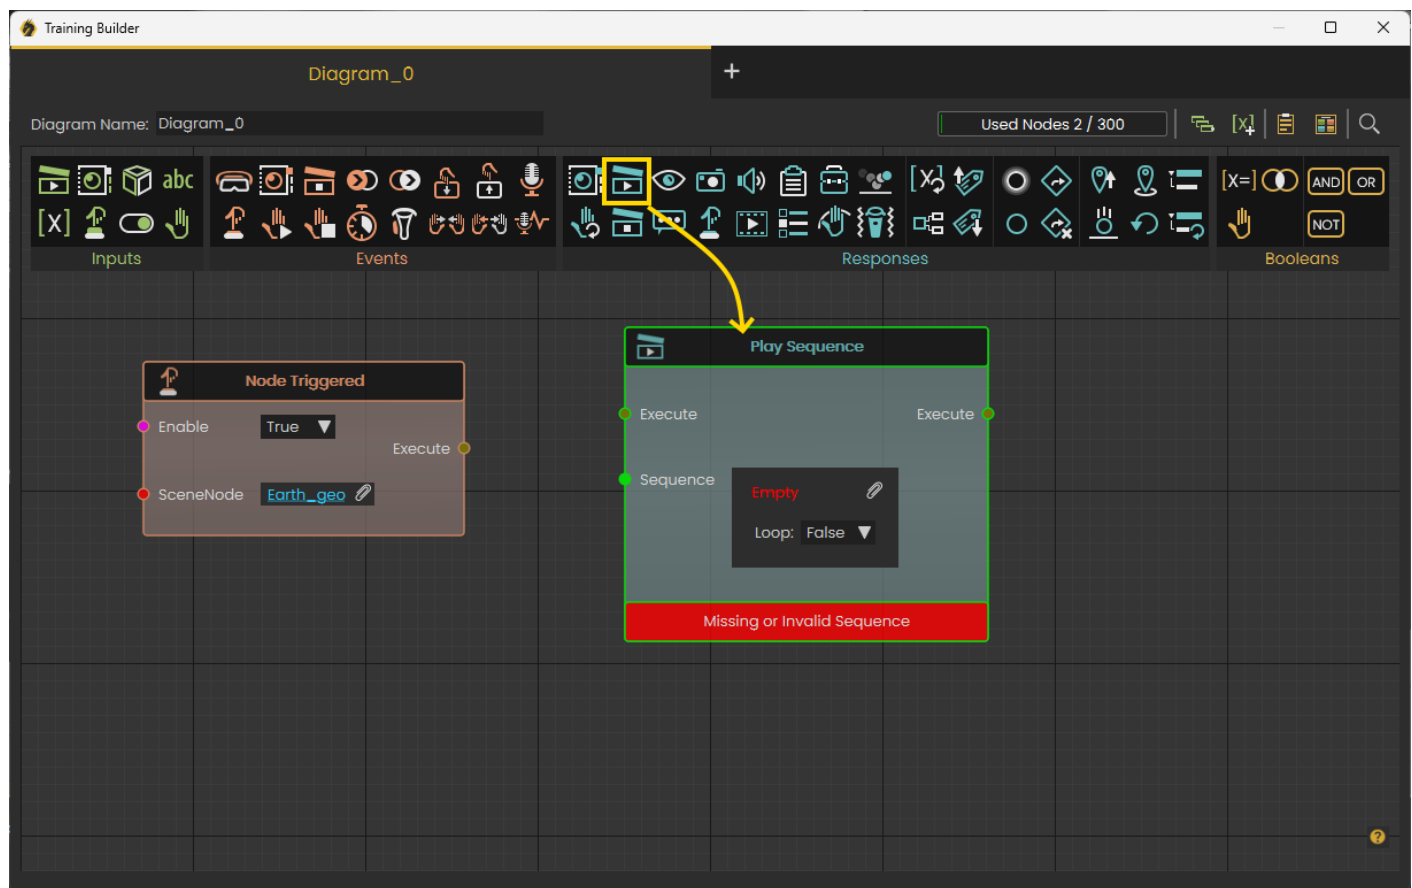 Training Builder
Diagram_0
+
Diagram Name: Diagram_0
Used Nodes 2 / 300
[X]
abc
[X]
[X=]
AND
OR
[X]
NOT
Inputs
Events
Responses
Booleans
Play Sequence
Node Triggered
Execute
Execute
Enable
True
Execute
Sequence
Empty
SceneNode
Earth_geo
Loop: False
Missing or Invalid Sequence
?